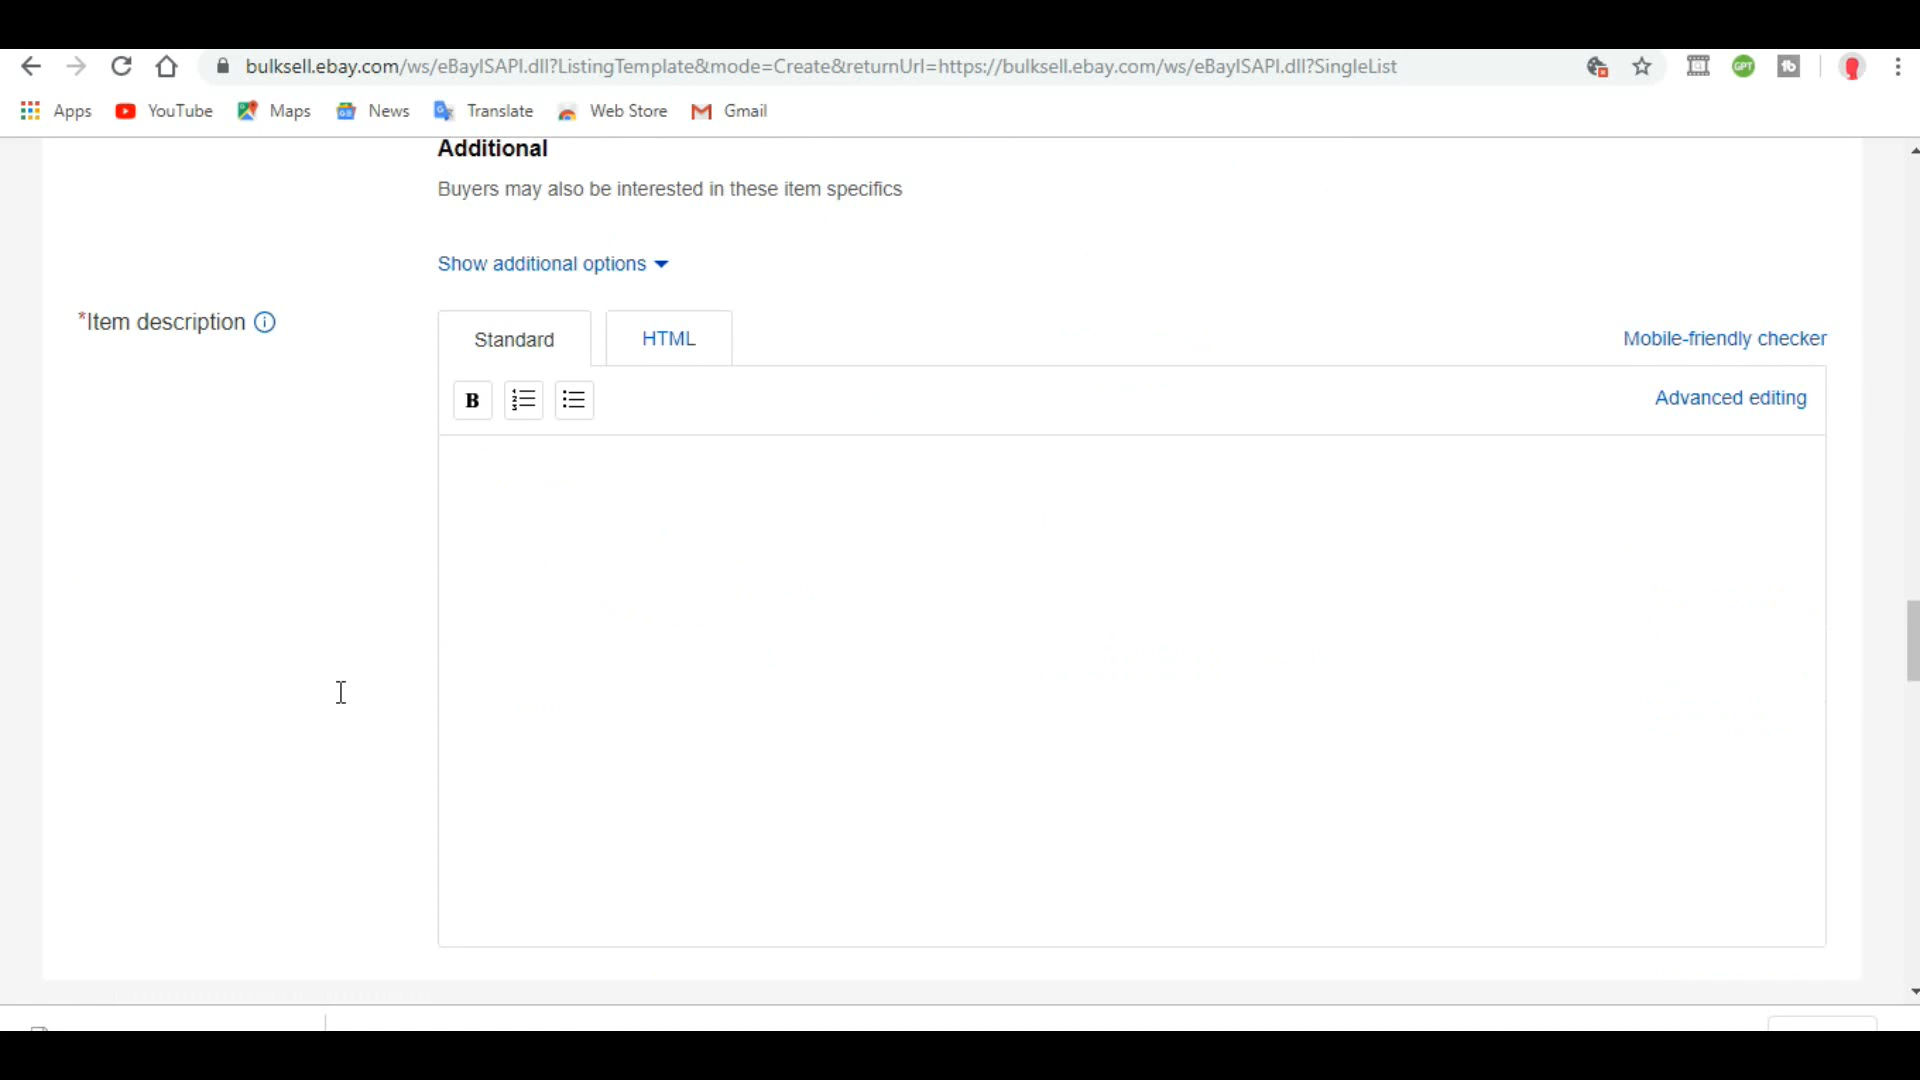 bulksell.ebay.com/ws/eBayISAPI.dll?ListingTemplate&mode=Create&returnUrl=https://bulksell.ebay.com/ws/eBayISAPI.dll?SingleList
GPT
Apps YouTube Maps News Translate Web Store Gmail
Additional
Buyers may also be interested in these item specifics
Show additional options
*Item description
Standard HTML Mobile-friendly checker
B Advanced editing